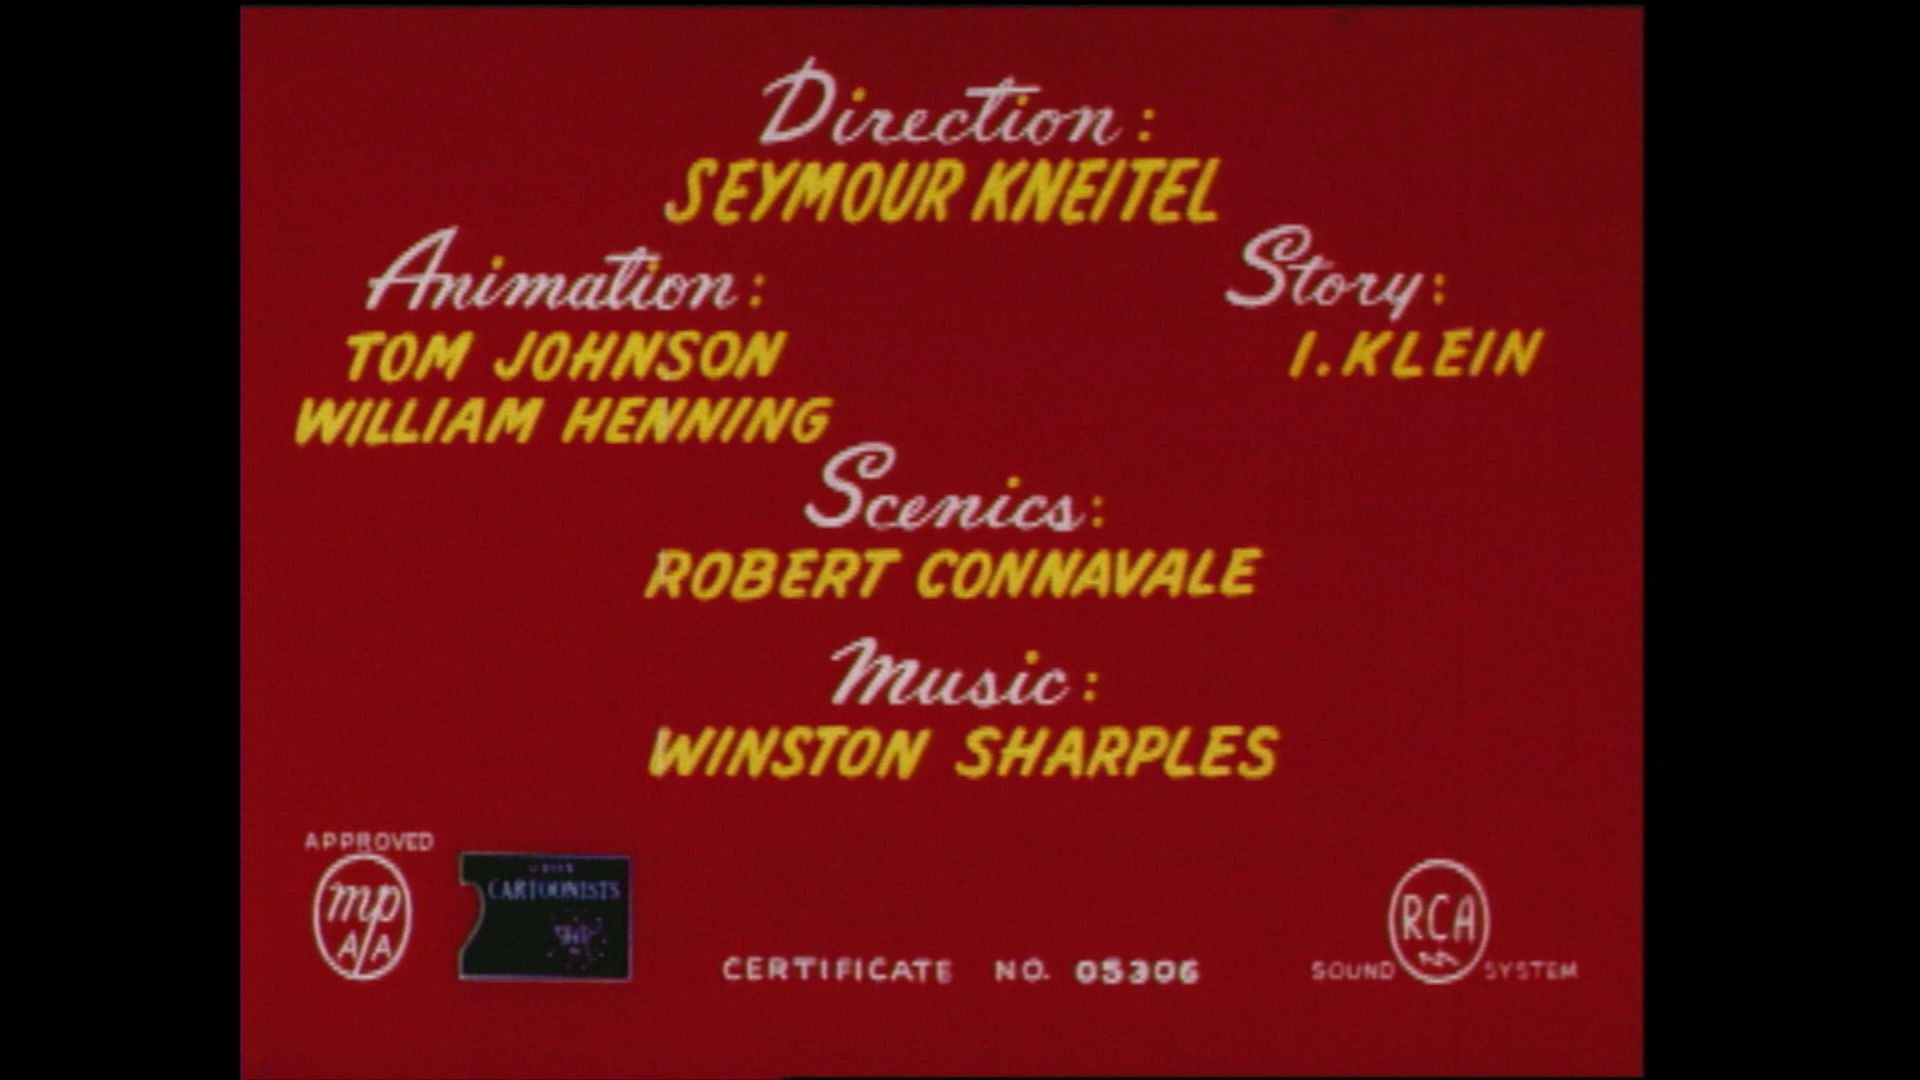 Direction:
SEYMOUR KNEITEL
Animation:
TOM JOHNSON
WILLIAM HENNING
Story:
I. KLEIN
Scenics:
ROBERT CONNAVALE
Music:
WINSTON SHARPLES
APPROVED
mp
AA
CARTOONISTS
CERTIFICATE NO. 05306
RCA
SOUND SYSTEM